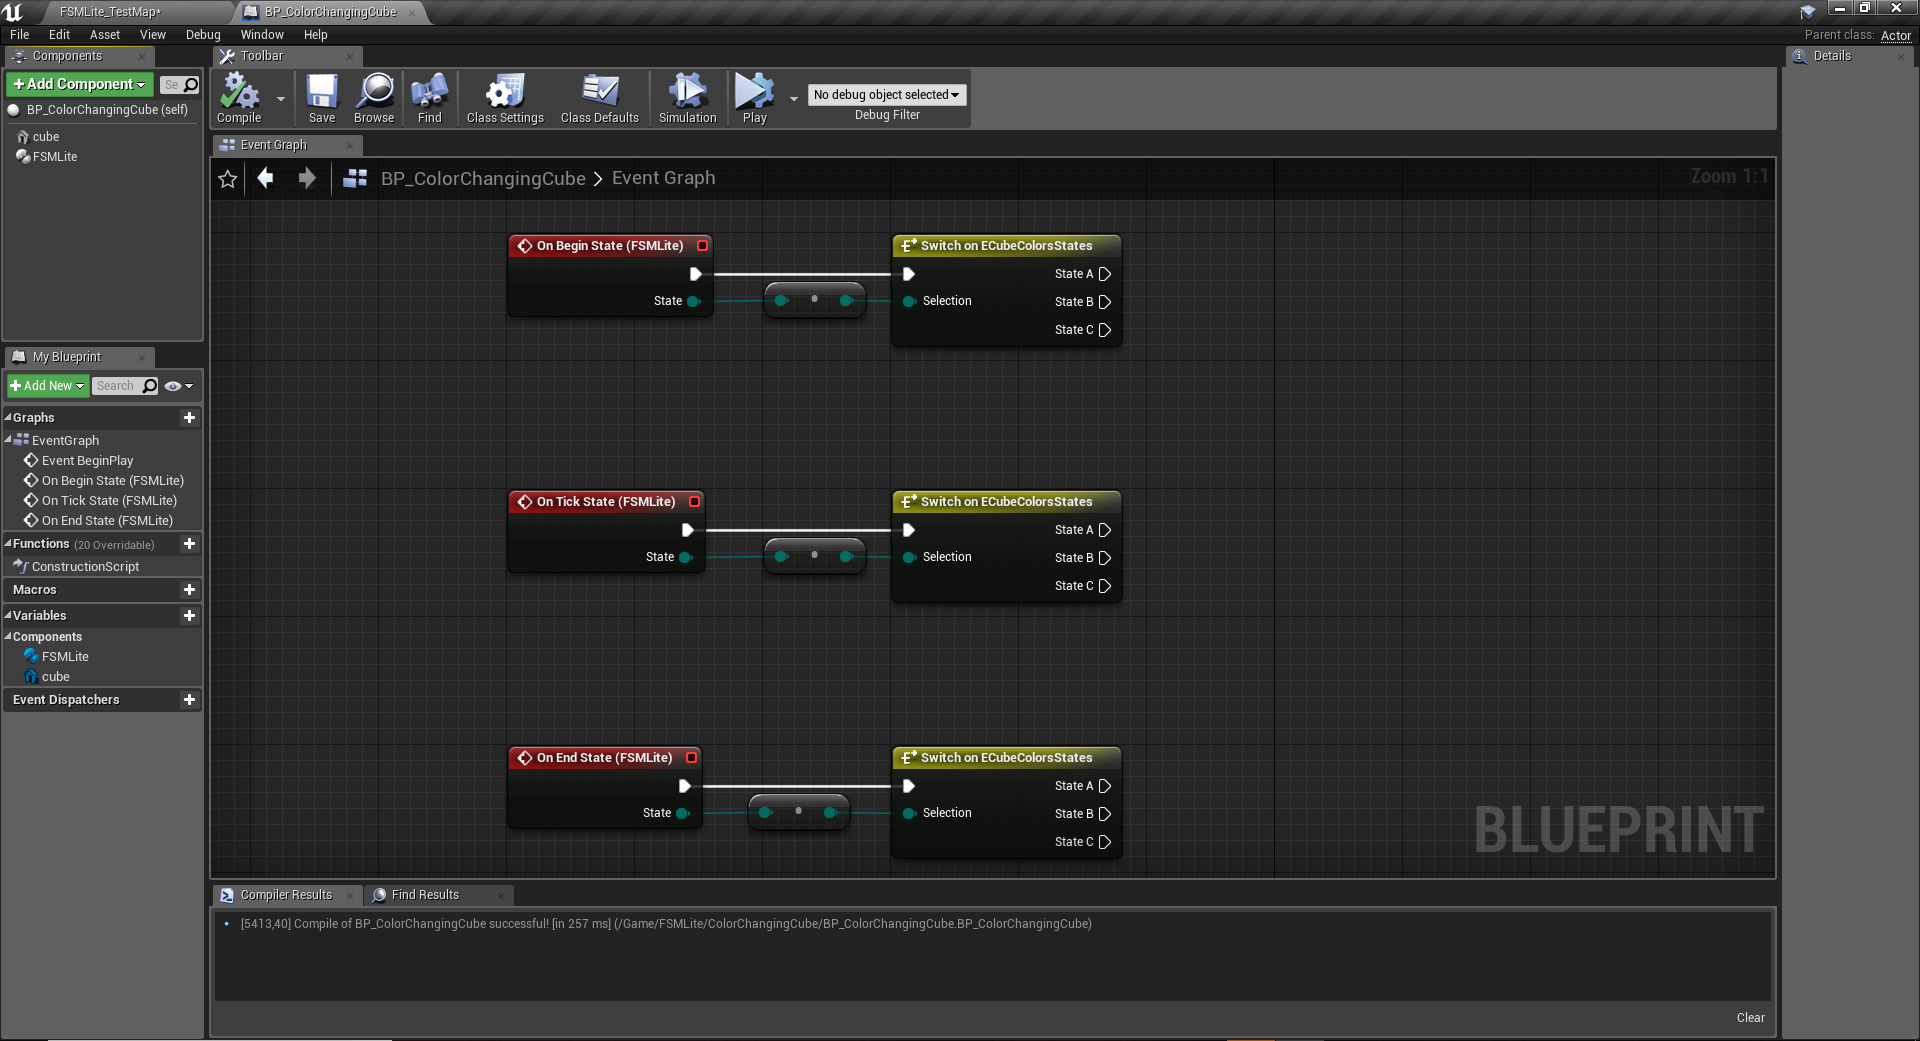 FSMLite_TestMap*
BP_ColorChangingCube
File Edit Asset View Debug Window Help
Parent class: Actor
Components
Toolbar
Details
+ Add Component
Se
BP_ColorChangingCube (self)
cube
FSMLite
Compile
Save
Browse
Find
Class Settings
Class Defaults
Simulation
Play
No debug object selected
Debug Filter
Event Graph
BP_ColorChangingCube > Event Graph
Zoom 1:1
My Blueprint
+ Add New
Search
Graphs
EventGraph
Event BeginPlay
On Begin State (FSMLite)
On Tick State (FSMLite)
On End State (FSMLite)
Functions (20 Overridable)
ConstructionScript
Macros
Variables
Components
FSMLite
cube
Event Dispatchers
On Begin State (FSMLite)
State
Switch on ECubeColorsStates
State A
Selection
State B
State C
On Tick State (FSMLite)
State
Switch on ECubeColorsStates
State A
Selection
State B
State C
On End State (FSMLite)
State
Switch on ECubeColorsStates
State A
Selection
State B
State C
BLUEPRINT
Compiler Results
Find Results
[5413,40] Compile of BP_ColorChangingCube successful! [in 257 ms] (/Game/FSMLite/ColorChangingCube/BP_ColorChangingCube.BP_ColorChangingCube)
Clear